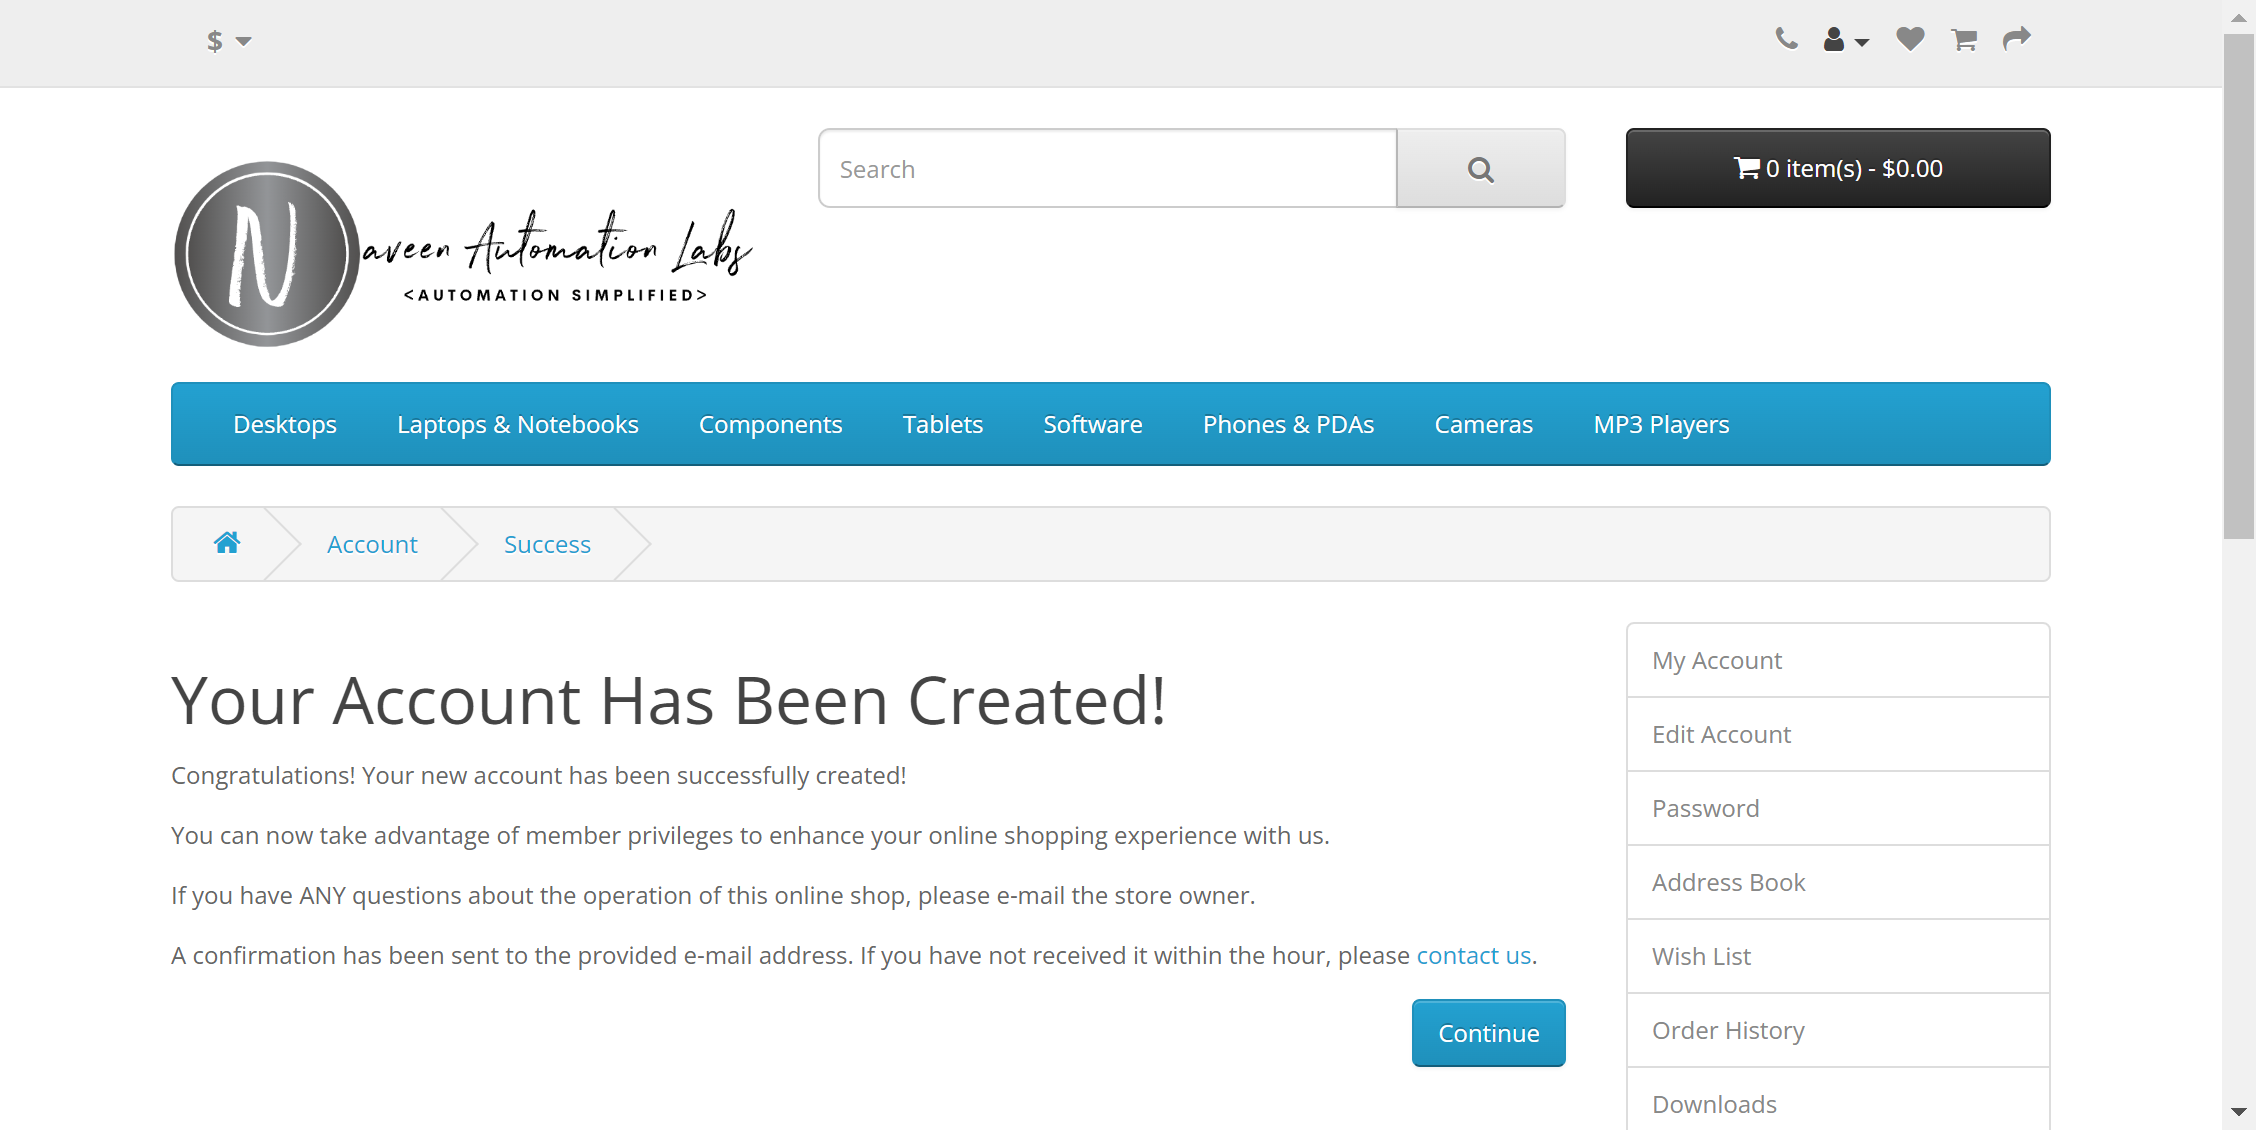 $
Search
0 item(s) - $0.00
N
aveen Automation Labs
<AUTOMATION SIMPLIFIED>
Desktops Laptops & Notebooks Components Tablets Software Phones & PDAs Cameras MP3 Players
Account Success
Your Account Has Been Created!
Congratulations! Your new account has been successfully created!
You can now take advantage of member privileges to enhance your online shopping experience with us.
If you have ANY questions about the operation of this online shop, please e-mail the store owner.
A confirmation has been sent to the provided e-mail address. If you have not received it within the hour, please contact us.
Continue
My Account
Edit Account
Password
Address Book
Wish List
Order History
Downloads